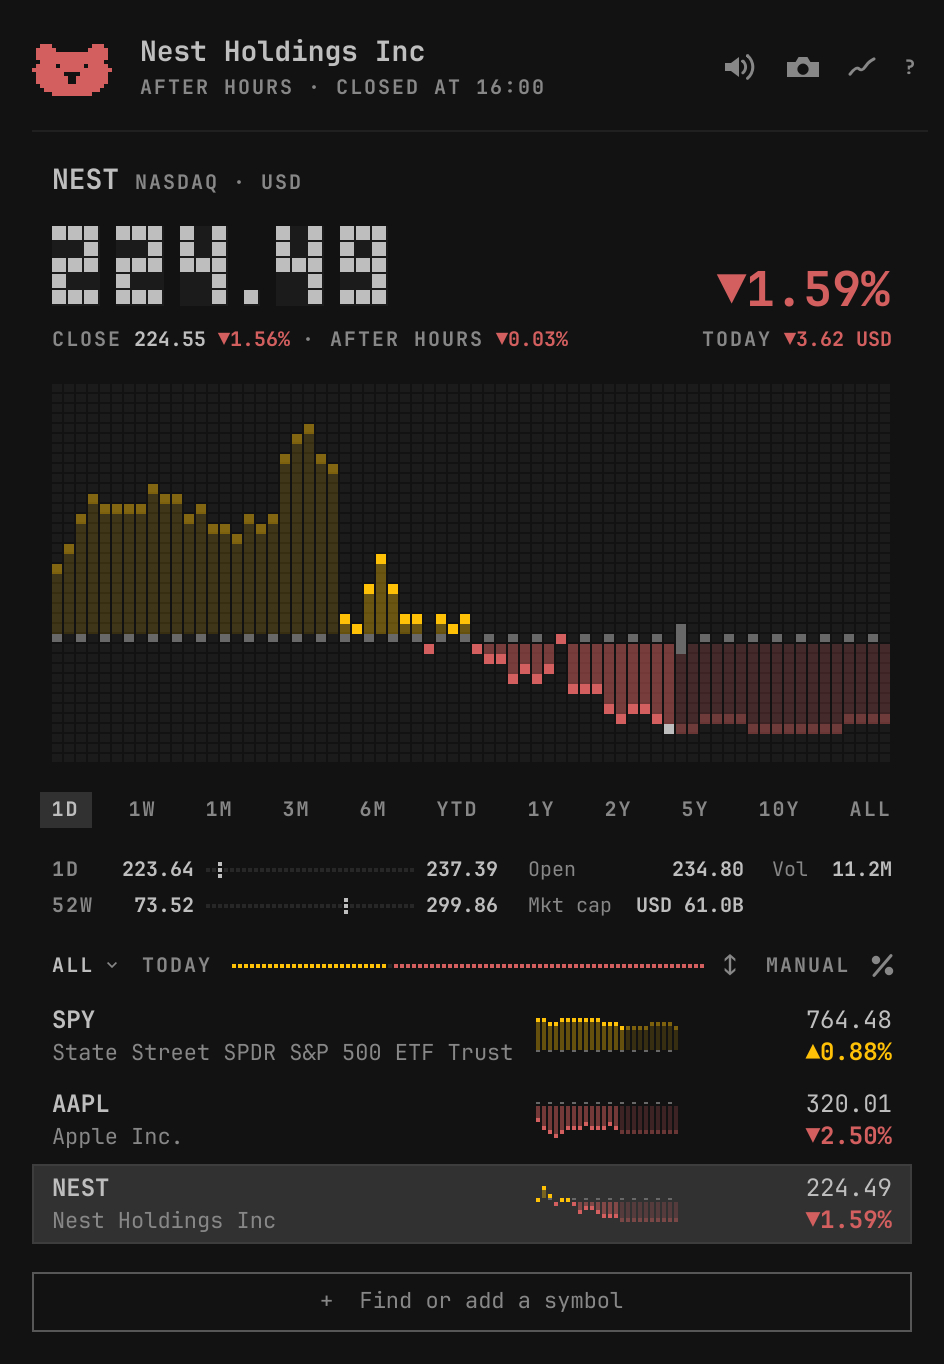 Nest Holdings Inc
AFTER HOURS · CLOSED AT 16:00
?
NEST NASDAQ · USD
224.49
▼1.59%
CLOSE 224.55 ▼1.56% · AFTER HOURS ▼0.03% TODAY ▼3.62 USD
1D 1W 1M 3M 6M YTD 1Y 2Y 5Y 10Y ALL
1D 223.64 237.39 Open 234.80 Vol 11.2M
52W 73.52 299.86 Mkt cap USD 61.0B
ALL TODAY MANUAL %
SPY 764.48
State Street SPDR S&P 500 ETF Trust ▲0.88%
AAPL 320.01
Apple Inc. ▼2.50%
NEST 224.49
Nest Holdings Inc ▼1.59%
+ Find or add a symbol